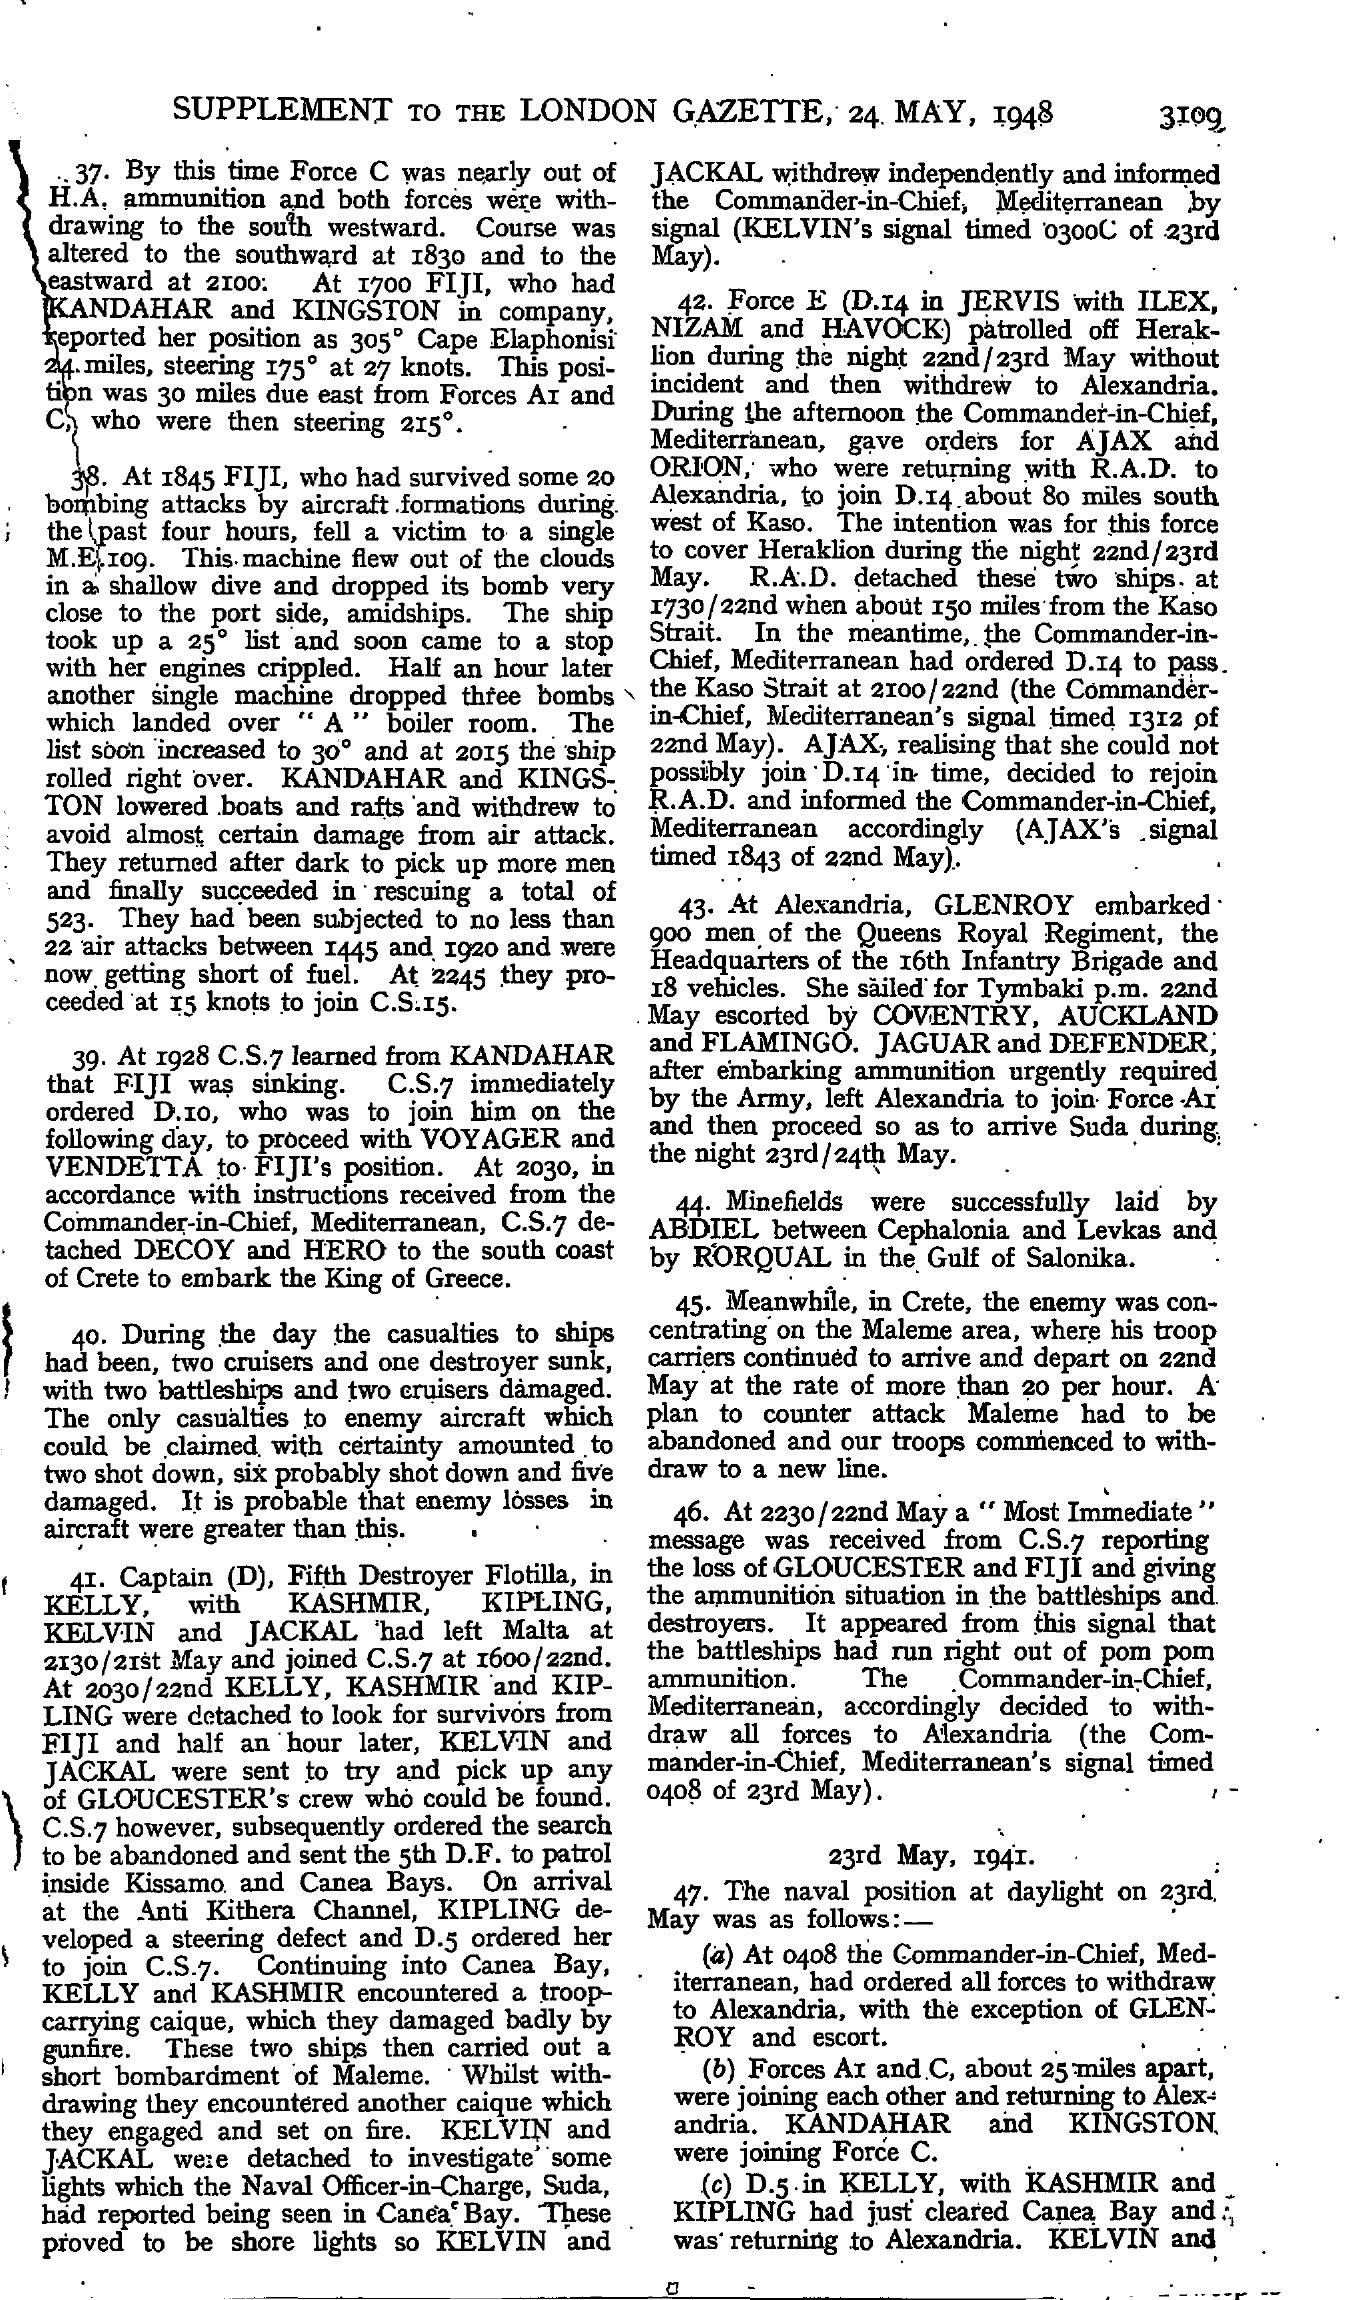 SUPPLEMENT TO THE LONDON GAZETTE, 24 MAY, 1948 3109
37. By this time Force C was nearly out of
H.A. ammunition and both forces were with-
drawing to the south westward. Course was
altered to the southward at 1830 and to the
eastward at 2100. At 1700 FIJI, who had
KANDAHAR and KINGSTON in company,
reported her position as 305° Cape Elaphonisi
24 miles, steering 175° at 27 knots. This posi-
tion was 30 miles due east from Forces A1 and
C, who were then steering 215°.
38. At 1845 FIJI, who had survived some 20
bombing attacks by aircraft formations during
the past four hours, fell a victim to a single
M.E. 109. This machine flew out of the clouds
in a shallow dive and dropped its bomb very
close to the port side, amidships. The ship
took up a 25° list and soon came to a stop
with her engines crippled. Half an hour later
another single machine dropped three bombs
which landed over "A" boiler room. The
list soon increased to 30° and at 2015 the ship
rolled right over. KANDAHAR and KINGS-
TON lowered boats and rafts and withdrew to
avoid almost certain damage from air attack.
They returned after dark to pick up more men
and finally succeeded in rescuing a total of
523. They had been subjected to no less than
22 air attacks between 1445 and 1920 and were
now getting short of fuel. At 2245 they pro-
ceeded at 15 knots to join C.S.15.
39. At 1928 C.S.7 learned from KANDAHAR
that FIJI was sinking. C.S.7 immediately
ordered D.10, who was to join him on the
following day, to proceed with VOYAGER and
VENDETTA to FIJI's position. At 2030, in
accordance with instructions received from the
Commander-in-Chief, Mediterranean, C.S.7 de-
tached DECOY and HERO to the south coast
of Crete to embark the King of Greece.
40. During the day the casualties to ships
had been, two cruisers and one destroyer sunk,
with two battleships and two cruisers damaged.
The only casualties to enemy aircraft which
could be claimed with certainty amounted to
two shot down, six probably shot down and five
damaged. It is probable that enemy losses in
aircraft were greater than this.
41. Captain (D), Fifth Destroyer Flotilla, in
KELLY, with KASHMIR, KIPLING,
KELVIN and JACKAL had left Malta at
2130/21st May and joined C.S.7 at 1600/22nd.
At 2030/22nd KELLY, KASHMIR and KIP-
LING were detached to look for survivors from
FIJI and half an hour later, KELVIN and
JACKAL were sent to try and pick up any
of GLOUCESTER's crew who could be found.
C.S.7 however, subsequently ordered the search
to be abandoned and sent the 5th D.F. to patrol
inside Kissamo and Canea Bays. On arrival
at the Anti Kithera Channel, KIPLING de-
veloped a steering defect and D.5 ordered her
to join C.S.7. Continuing into Canea Bay,
KELLY and KASHMIR encountered a troop-
carrying caique, which they damaged badly by
gunfire. These two ships then carried out a
short bombardment of Maleme. Whilst with-
drawing they encountered another caique which
they engaged and set on fire. KELVIN and
JACKAL were detached to investigate some
lights which the Naval Officer-in-Charge, Suda,
had reported being seen in Canea Bay. These
proved to be shore lights so KELVIN and
JACKAL withdrew independently and informed
the Commander-in-Chief, Mediterranean by
signal (KELVIN's signal timed 0300C of 23rd
May).
42. Force E (D.14 in JERVIS with ILEX,
NIZAM and HAVOCK) patrolled off Herak-
lion during the night 22nd/23rd May without
incident and then withdrew to Alexandria.
During the afternoon the Commander-in-Chief,
Mediterranean, gave orders for AJAX and
ORION, who were returning with R.A.D. to
Alexandria, to join D.14 about 80 miles south
west of Kaso. The intention was for this force
to cover Heraklion during the night 22nd/23rd
May. R.A.D. detached these two ships at
1730/22nd when about 150 miles from the Kaso
Strait. In the meantime, the Commander-in-
Chief, Mediterranean had ordered D.14 to pass
the Kaso Strait at 2100/22nd (the Commander-
in-Chief, Mediterranean's signal timed 1312 of
22nd May). AJAX, realising that she could not
possibly join D.14 in time, decided to rejoin
R.A.D. and informed the Commander-in-Chief,
Mediterranean accordingly (AJAX's signal
timed 1843 of 22nd May).
43. At Alexandria, GLENROY embarked
900 men of the Queens Royal Regiment, the
Headquarters of the 16th Infantry Brigade and
18 vehicles. She sailed for Tymbaki p.m. 22nd
May escorted by COVENTRY, AUCKLAND
and FLAMINGO. JAGUAR and DEFENDER,
after embarking ammunition urgently required
by the Army, left Alexandria to join Force A1
and then proceed so as to arrive Suda during
the night 23rd/24th May.
44. Minefields were successfully laid by
ABDIEL between Cephalonia and Levkas and
by RORQUAL in the Gulf of Salonika.
45. Meanwhile, in Crete, the enemy was con-
centrating on the Maleme area, where his troop
carriers continued to arrive and depart on 22nd
May at the rate of more than 20 per hour. A
plan to counter attack Maleme had to be
abandoned and our troops commenced to with-
draw to a new line.
46. At 2230/22nd May a "Most Immediate"
message was received from C.S.7 reporting
the loss of GLOUCESTER and FIJI and giving
the ammunition situation in the battleships and
destroyers. It appeared from this signal that
the battleships had run right out of pom pom
ammunition. The Commander-in-Chief,
Mediterranean, accordingly decided to with-
draw all forces to Alexandria (the Com-
mander-in-Chief, Mediterranean's signal timed
0408 of 23rd May).
23rd May, 1941.
47. The naval position at daylight on 23rd
May was as follows:—
(a) At 0408 the Commander-in-Chief, Med-
iterranean, had ordered all forces to withdraw
to Alexandria, with the exception of GLEN-
ROY and escort.
(b) Forces A1 and C, about 25 miles apart,
were joining each other and returning to Alex-
andria. KANDAHAR and KINGSTON
were joining Force C.
(c) D.5 in KELLY, with KASHMIR and
KIPLING had just cleared Canea Bay and
was returning to Alexandria. KELVIN and